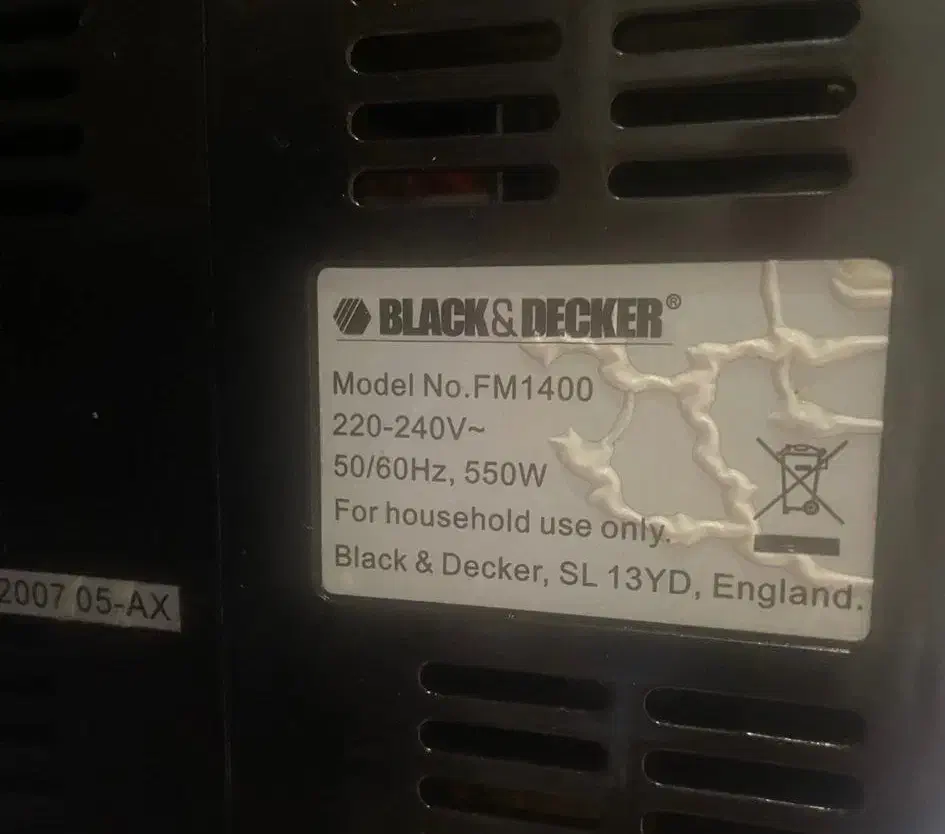 BLACK&DECKER®
Model No.FM1400
220-240V~
50/60Hz, 550W
For household use only.
Black & Decker, SL 13YD, England.
2007 05-AX